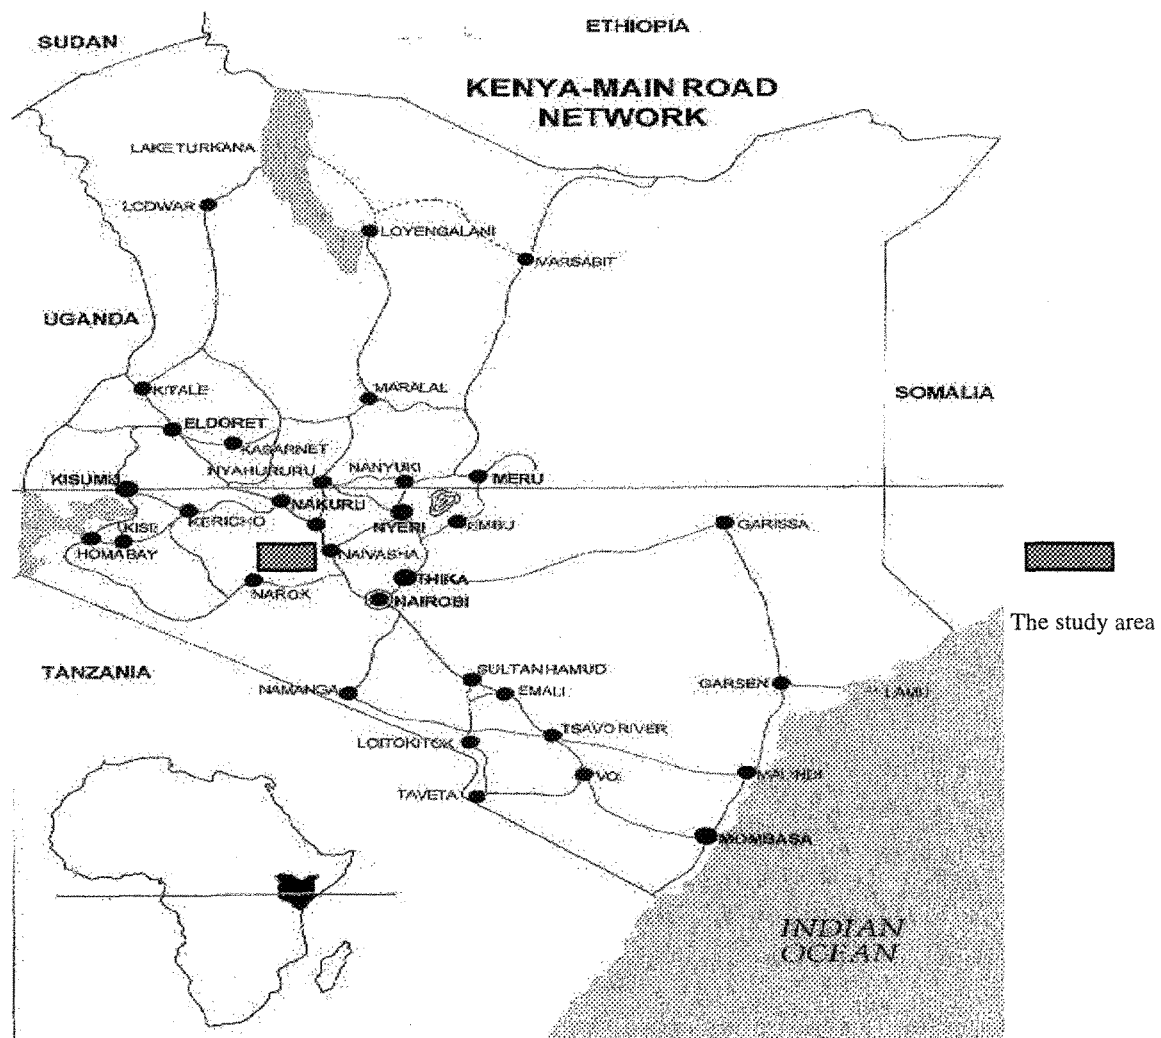 ETHIOPIA
SUDAN
KENYA-MAIN ROAD
NETWORK
LAKE TURKANA
LODWAR
LOYENGALANI
MARSABIT
UGANDA
KITALE
MARALAL
SOMALIA
ELDORET
KABARNET
NYAHURURU
NANYUKI
MERU
KISUMU
NAKURU
KERICHO
KISII
NYERI
EMBU
GARISSA
HOMABAY
NAIVASHA
THIKA
NAROK
NAIROBI
The study area
TANZANIA
SULTAN HAMUD
NAMANGA
EMALI
GARSEN
LAMU
TSAVO RIVER
LOITOKITOK
VOI
MALINDI
TAVETA
MOMBASA
INDIAN
OCEAN